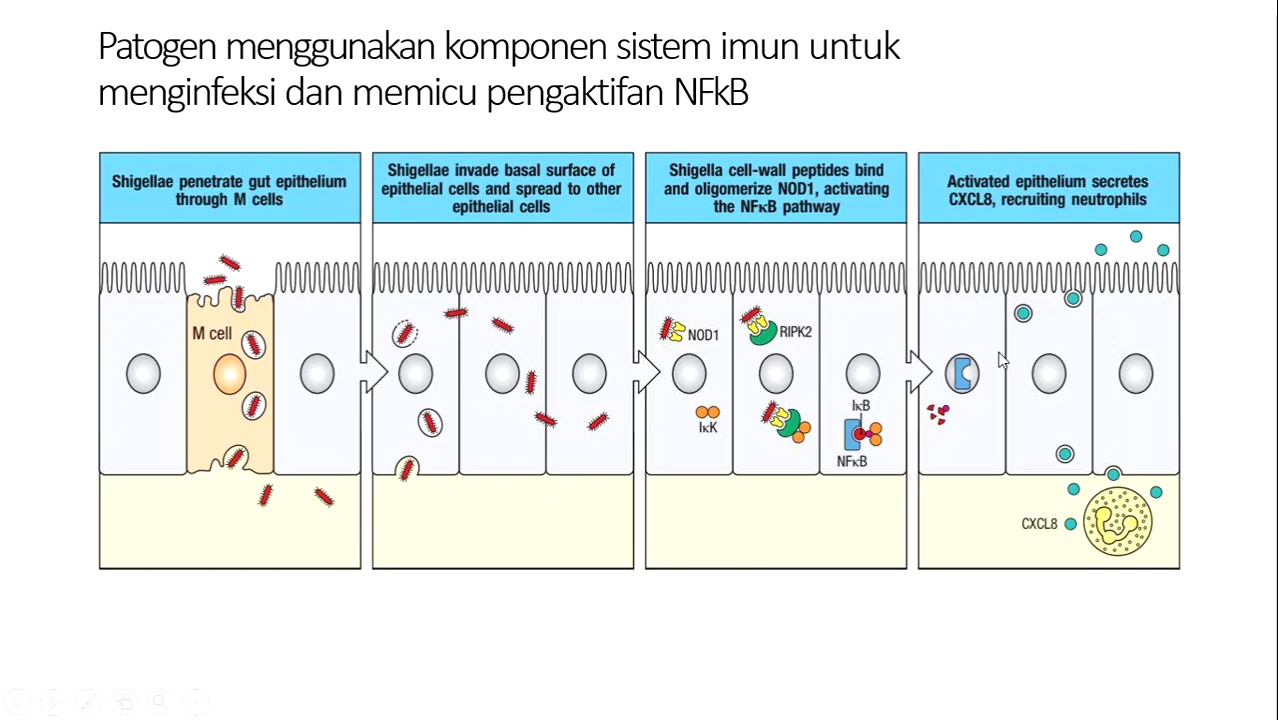 Patogen menggunakan komponen sistem imun untuk
menginfeksi dan memicu pengaktifan NFkB
Shigellae penetrate gut epithelium
through M cells
Shigellae invade basal surface of
epithelial cells and spread to other
epithelial cells
Shigella cell-wall peptides bind
and oligomerize NOD1, activating
the NFκB pathway
Activated epithelium secretes
CXCL8, recruiting neutrophils
M cell
NOD1
RIPK2
IκK
IκB
NFκB
CXCL8